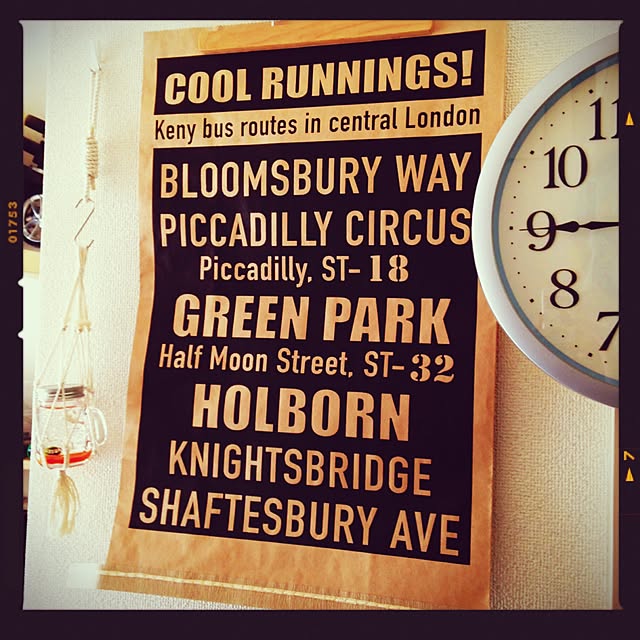 COOL RUNNINGS!
Keny bus routes in central London
BLOOMSBURY WAY
PICCADILLY CIRCUS
Piccadilly, ST-18
GREEN PARK
Half Moon Street, ST-32
HOLBORN
KNIGHTSBRIDGE
SHAFTESBURY AVE
11
10
9
8
7
01753
7